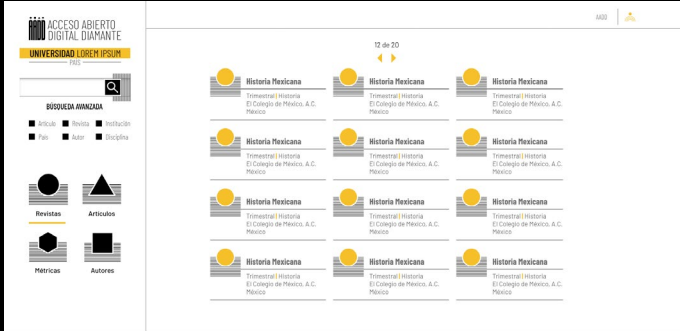 AADD
ACCESO ABIERTO
DIGITAL DIAMANTE
UNIVERSIDAD LOREM IPSUM
PAÍS
BÚSQUEDA AVANZADA
Artículo Revista Institución
País Autor Disciplina
Revistas Artículos
Métricas Autores
AADD
12 de 20
Historia Mexicana Historia Mexicana Historia Mexicana
Trimestral | Historia Trimestral | Historia Trimestral | Historia
El Colegio de México, A.C. El Colegio de México, A.C. El Colegio de México, A.C.
México México México
Historia Mexicana Historia Mexicana Historia Mexicana
Trimestral | Historia Trimestral | Historia Trimestral | Historia
El Colegio de México, A.C. El Colegio de México, A.C. El Colegio de México, A.C.
México México México
Historia Mexicana Historia Mexicana Historia Mexicana
Trimestral | Historia Trimestral | Historia Trimestral | Historia
El Colegio de México, A.C. El Colegio de México, A.C. El Colegio de México, A.C.
México México México
Historia Mexicana Historia Mexicana Historia Mexicana
Trimestral | Historia Trimestral | Historia Trimestral | Historia
El Colegio de México, A.C. El Colegio de México, A.C. El Colegio de México, A.C.
México México México